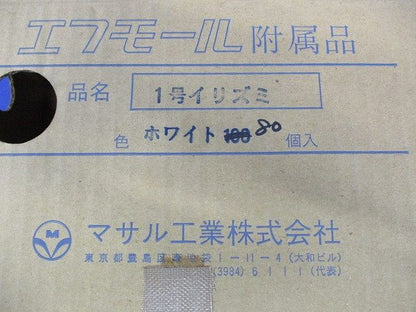 エフモール附属品
品名 1号イリズミ
色 ホワイト 100 80 個入
マサル工業株式会社
東京都豊島区 袋1-11-4(大和ビル)
(3984)6111(代表)